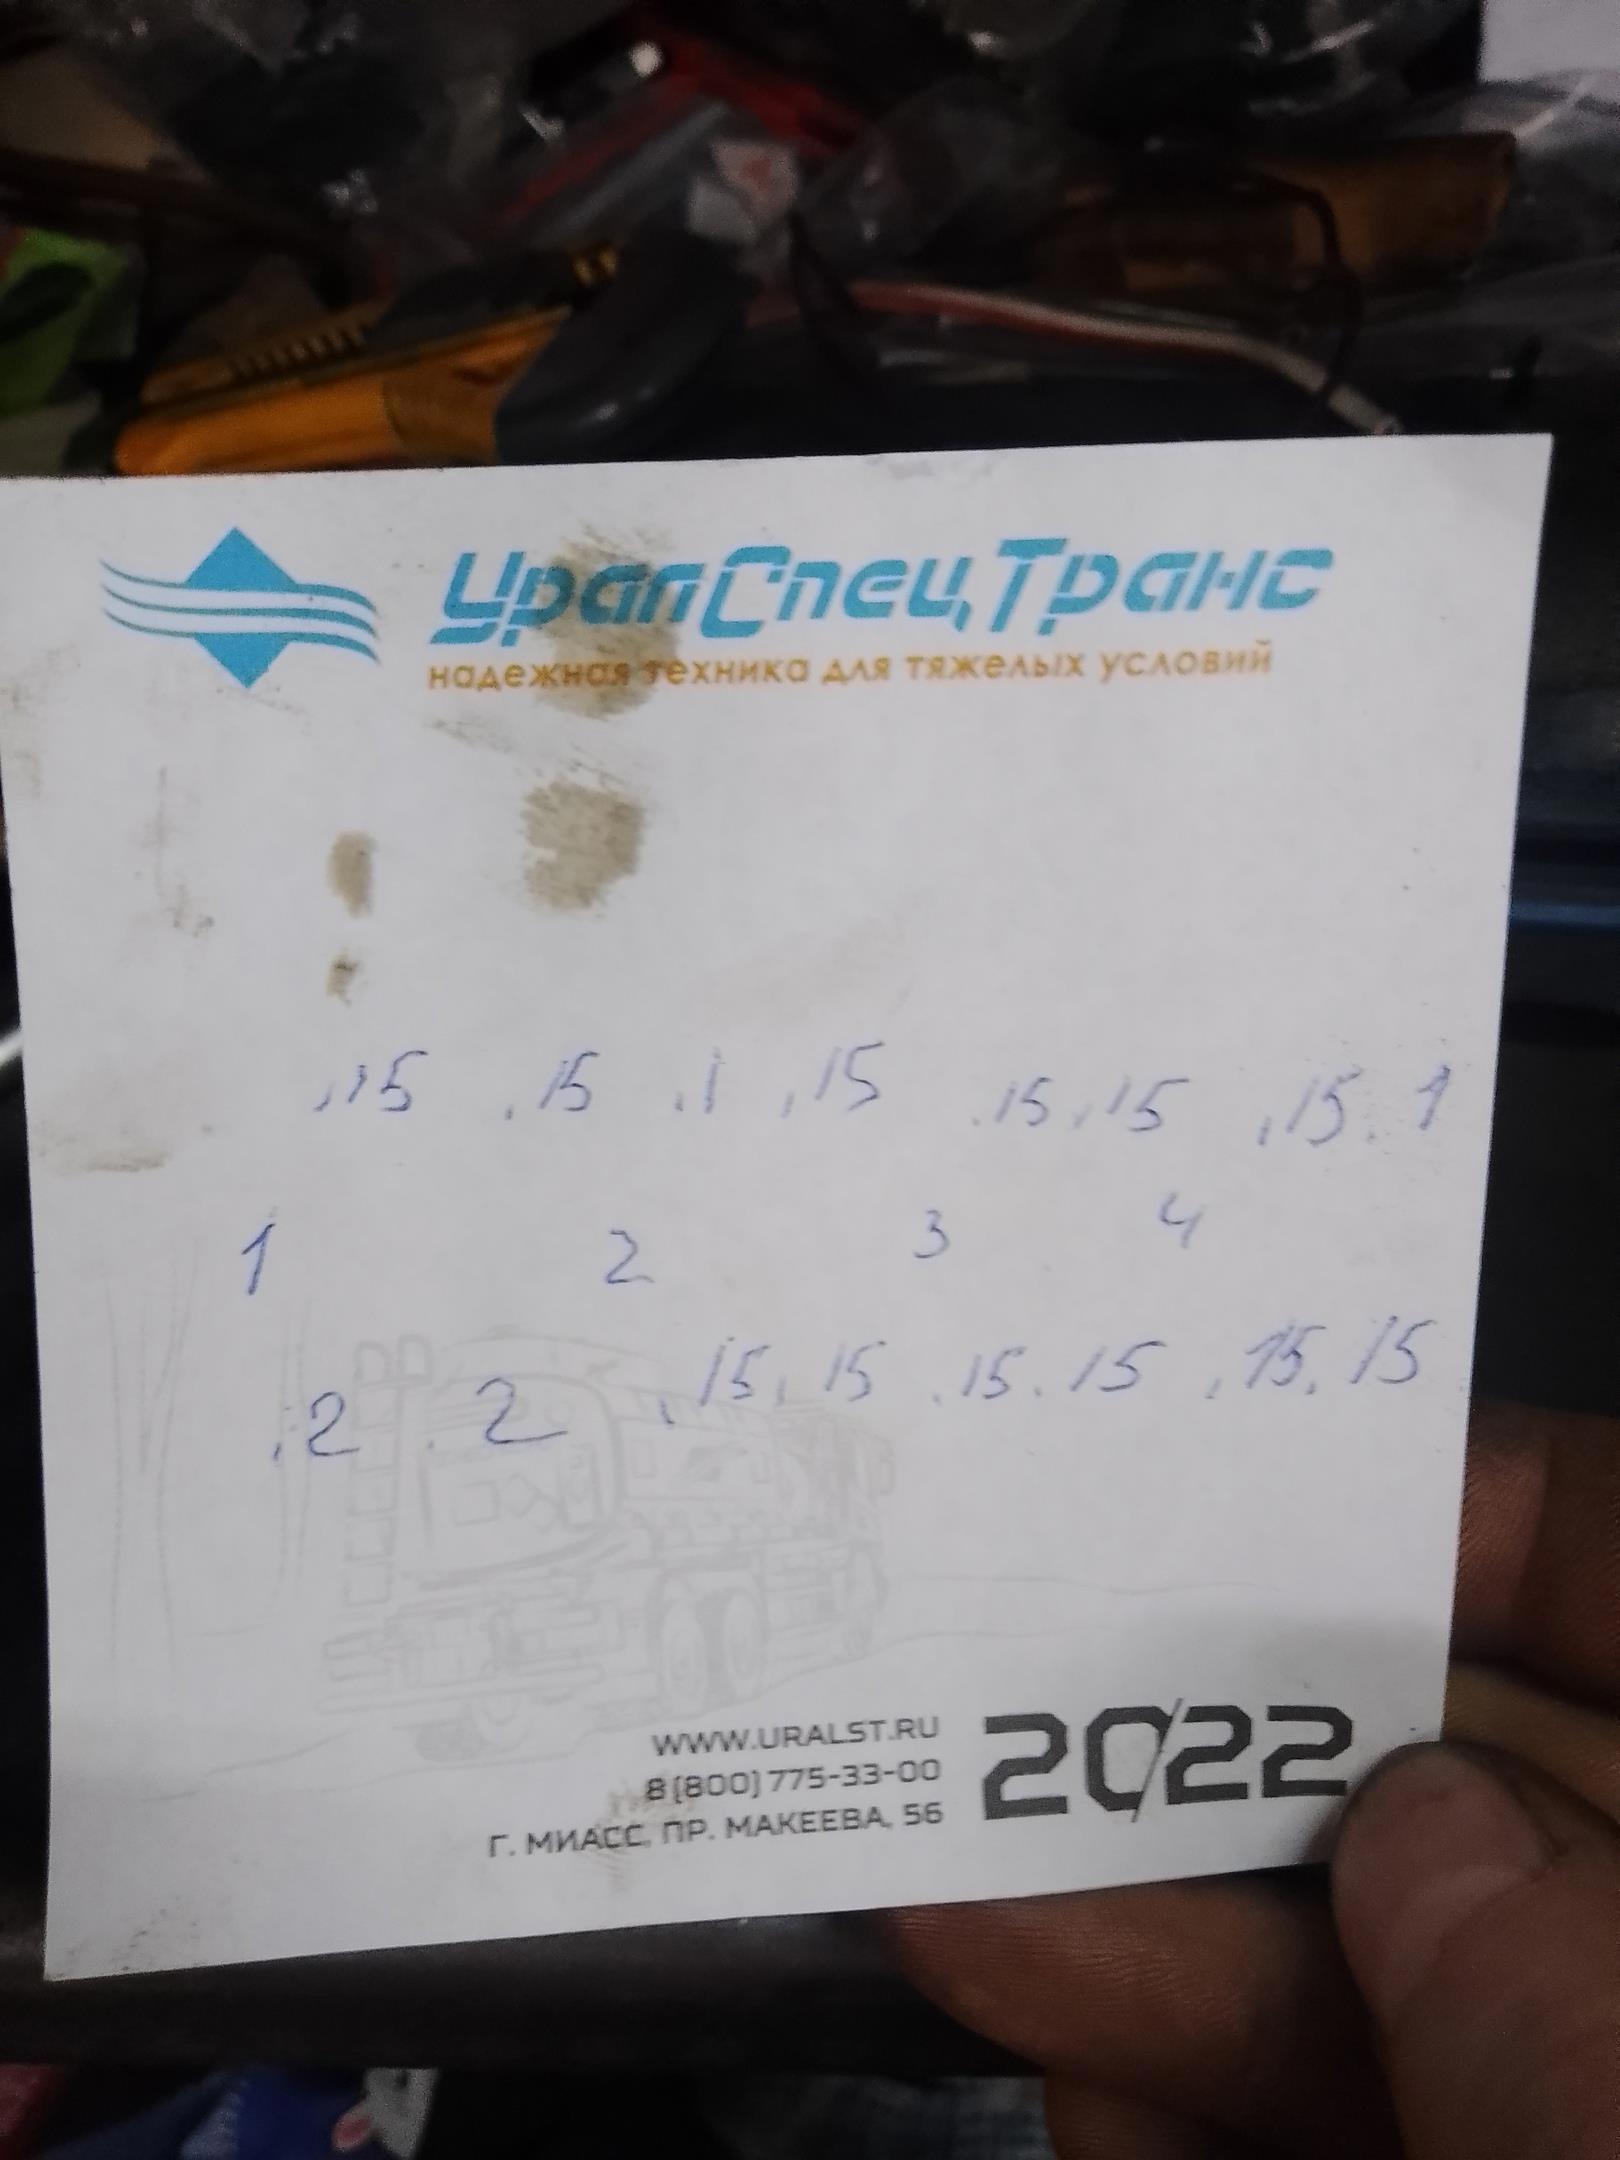 УралСпецТранс
надежная техника для тяжелых условий
,15 .15 .1 ,15 .15 ,15 ,15 .1
1 2 3 4
.2 .2 ,15, 15 .15. 15 ,15, 15
WWW.URALST.RU
8 (800) 775-33-00
Г. МИАСС, ПР. МАКЕЕВА, 56
2022